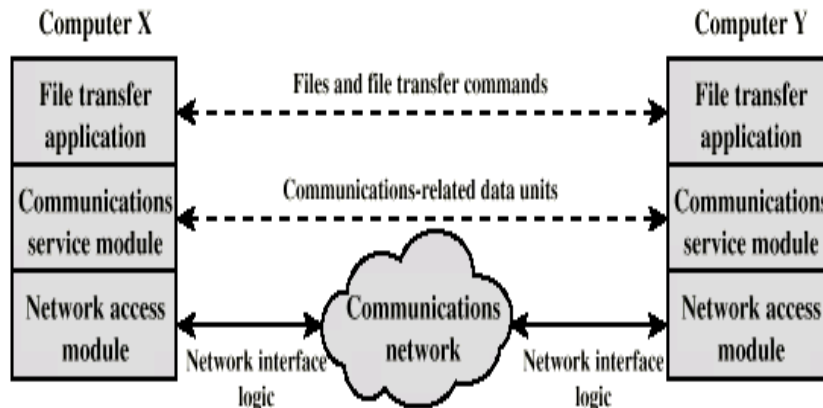 Computer X
Computer Y
File transfer
application
Files and file transfer commands
File transfer
application
Communications
service module
Communications-related data units
Communications
service module
Network access
module
Communications
network
Network access
module
Network interface
logic
Network interface
logic